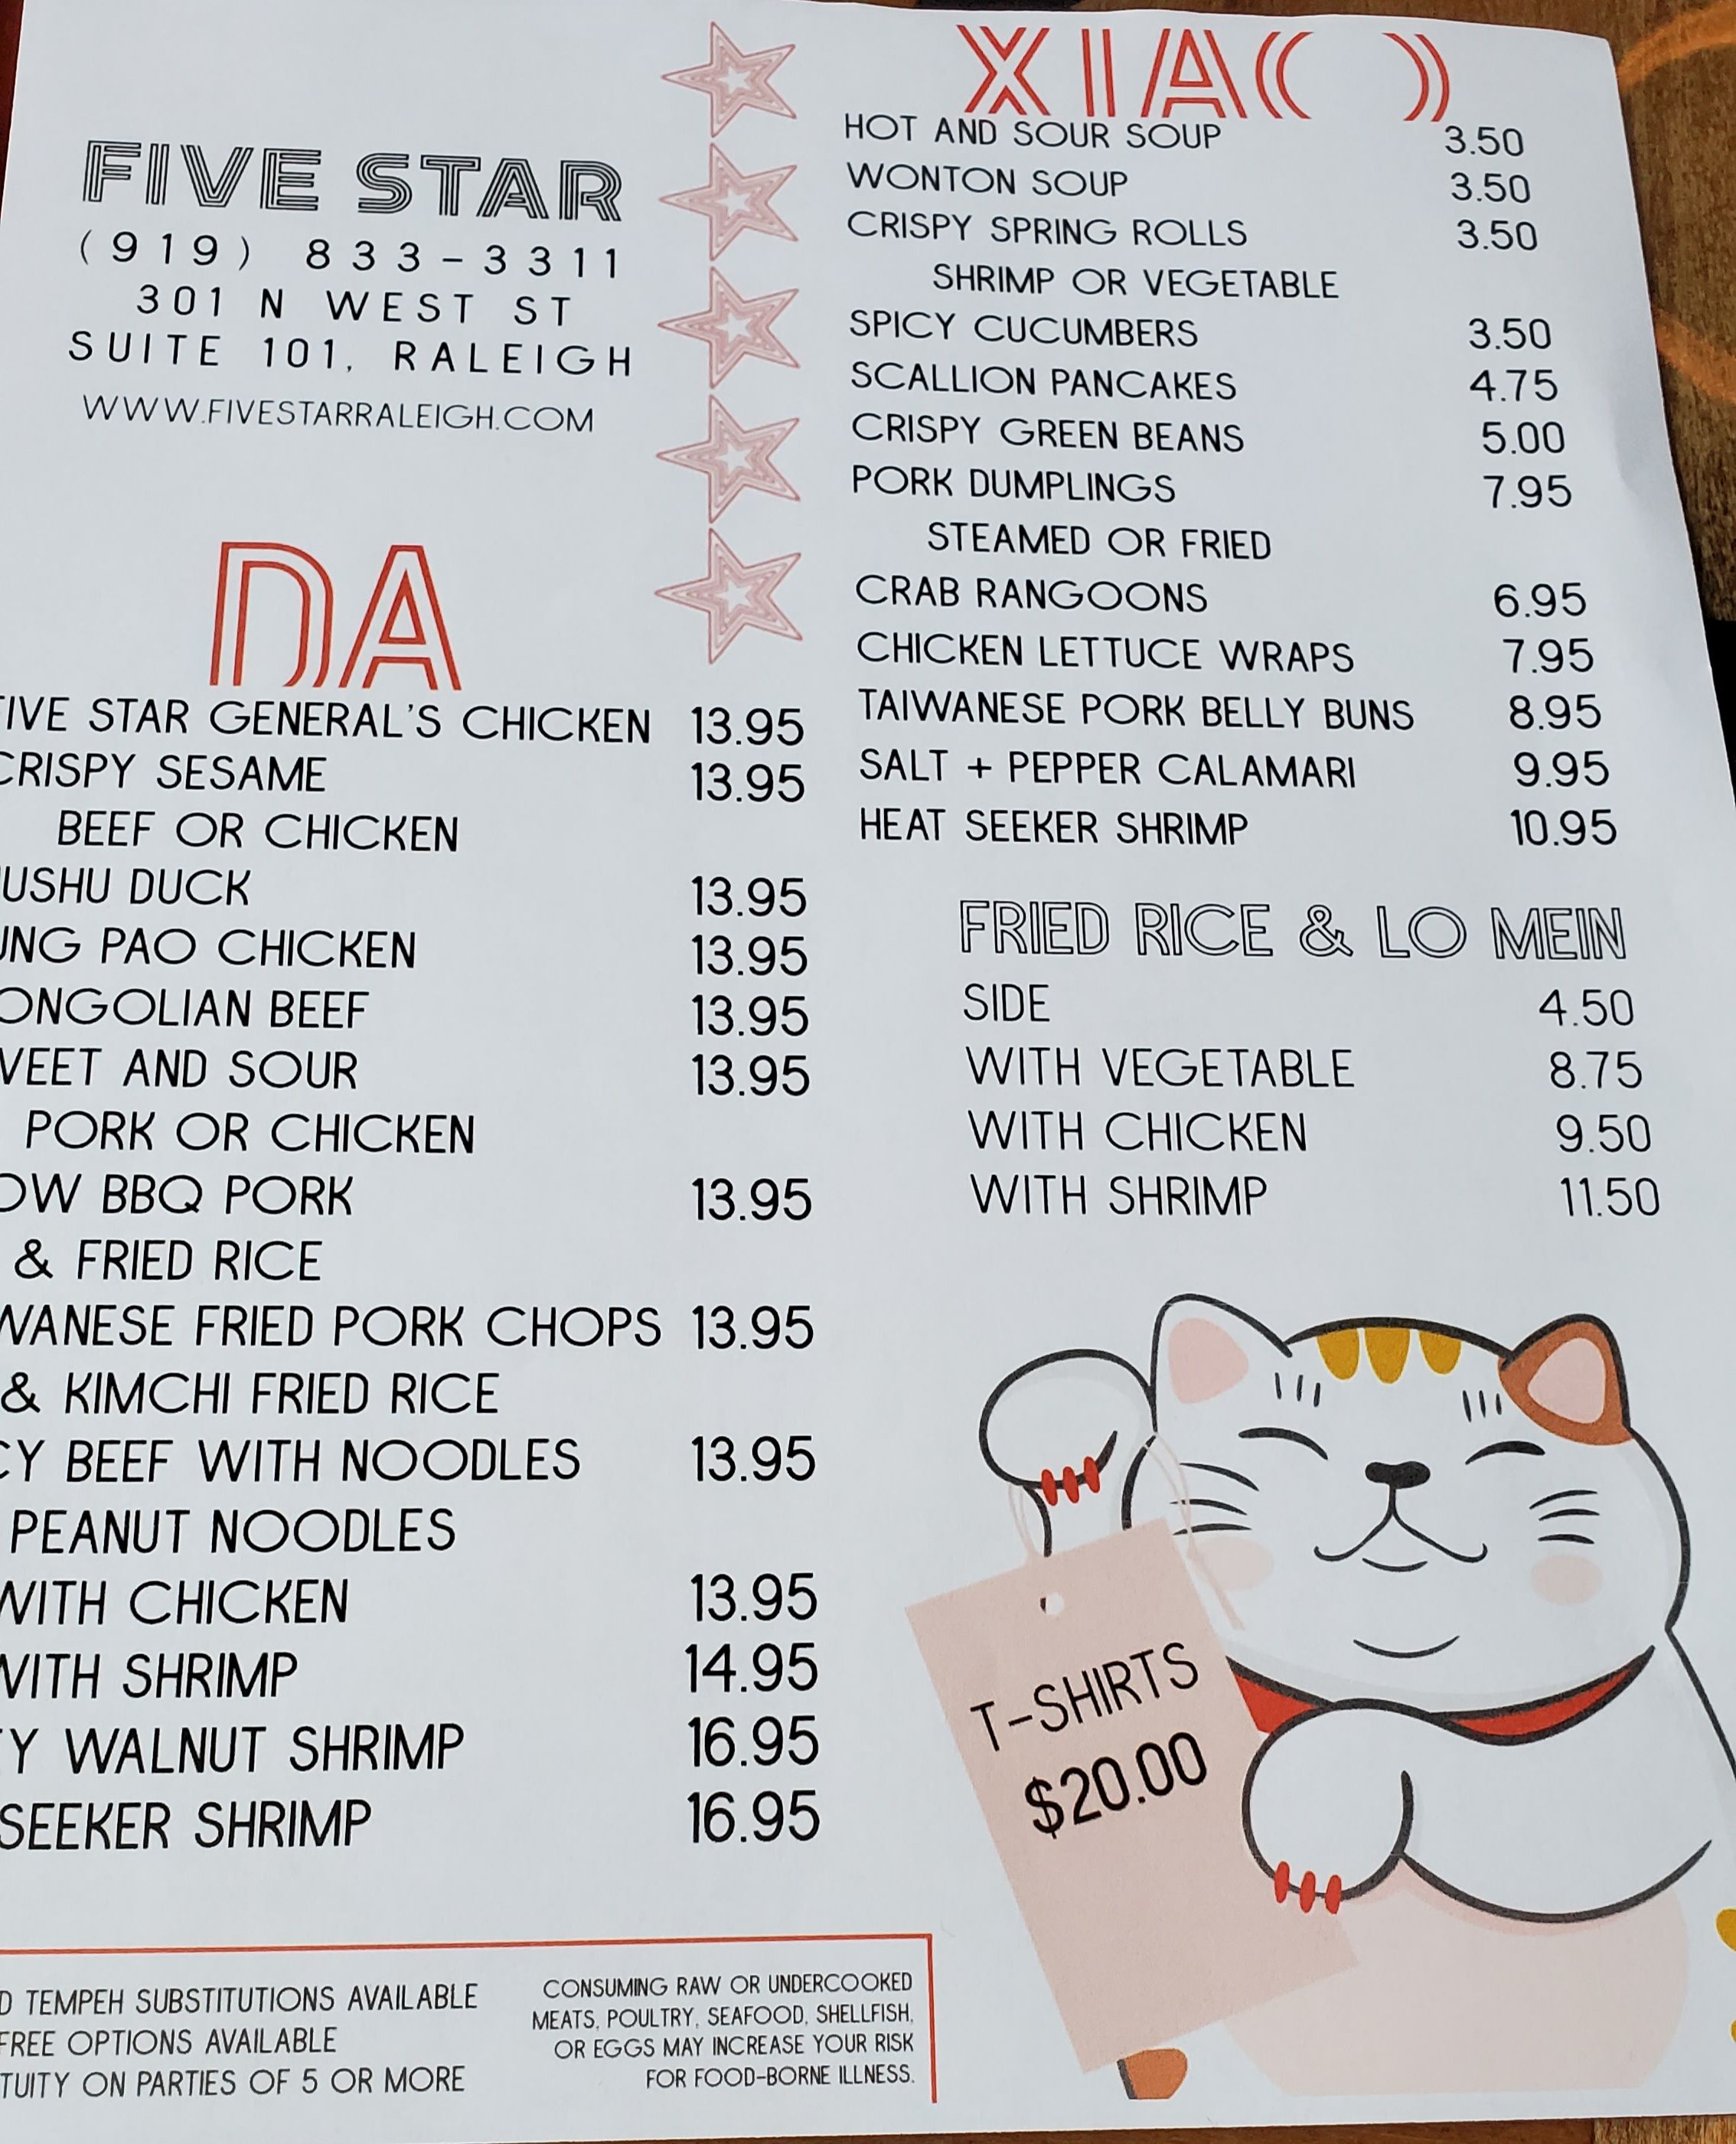 FIVE STAR
(919) 833-3311
301 N WEST ST
SUITE 101, RALEIGH
WWW.FIVESTARRALEIGH.COM
DA
FIVE STAR GENERAL'S CHICKEN 13.95
CRISPY SESAME 13.95
BEEF OR CHICKEN
USHU DUCK 13.95
UNG PAO CHICKEN 13.95
ONGOLIAN BEEF 13.95
WEET AND SOUR 13.95
PORK OR CHICKEN
OW BBQ PORK 13.95
& FRIED RICE
WANESE FRIED PORK CHOPS 13.95
& KIMCHI FRIED RICE
CY BEEF WITH NOODLES 13.95
PEANUT NOODLES
WITH CHICKEN 13.95
WITH SHRIMP 14.95
Y WALNUT SHRIMP 16.95
SEEKER SHRIMP 16.95
D TEMPEH SUBSTITUTIONS AVAILABLE
FREE OPTIONS AVAILABLE
TUITY ON PARTIES OF 5 OR MORE
CONSUMING RAW OR UNDERCOOKED
MEATS, POULTRY, SEAFOOD, SHELLFISH,
OR EGGS MAY INCREASE YOUR RISK
FOR FOOD-BORNE ILLNESS.
XIAO
HOT AND SOUR SOUP 3.50
WONTON SOUP 3.50
CRISPY SPRING ROLLS 3.50
SHRIMP OR VEGETABLE
SPICY CUCUMBERS 3.50
SCALLION PANCAKES 4.75
CRISPY GREEN BEANS 5.00
PORK DUMPLINGS 7.95
STEAMED OR FRIED
CRAB RANGOONS 6.95
CHICKEN LETTUCE WRAPS 7.95
TAIWANESE PORK BELLY BUNS 8.95
SALT + PEPPER CALAMARI 9.95
HEAT SEEKER SHRIMP 10.95
FRIED RICE & LO MEIN
SIDE 4.50
WITH VEGETABLE 8.75
WITH CHICKEN 9.50
WITH SHRIMP 11.50
T-SHIRTS
$20.00